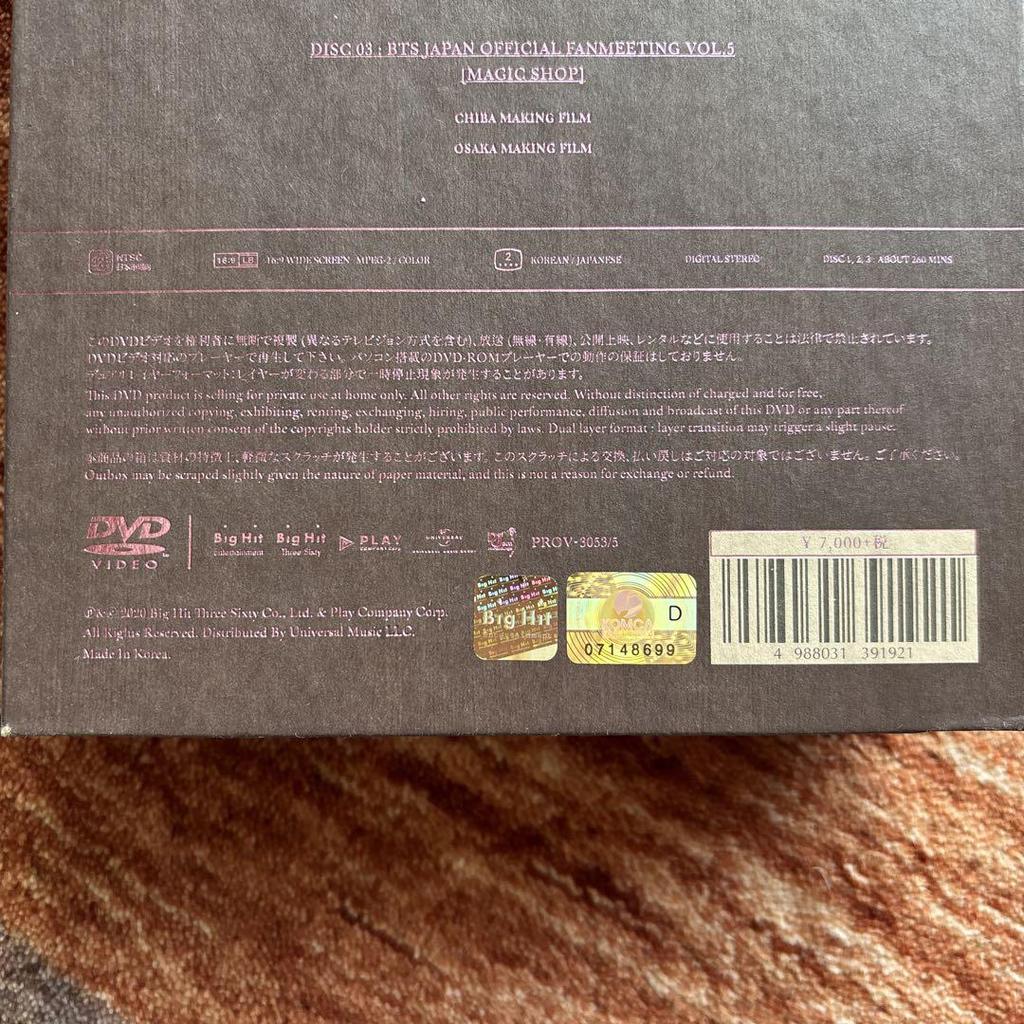 DISC 03 : BTS JAPAN OFFICIAL FANMEETING VOL.5
[MAGIC SHOP]
CHIBA MAKING FILM
OSAKA MAKING FILM
NTSC
日本市場向
16:9 LB
16:9 WIDE SCREEN MPEG-2 / COLOR
2
KOREAN / JAPANESE
DIGITAL STEREO
DISC 1, 2, 3 : ABOUT 260 MINS
このDVDビデオを権利者に無断で複製 (異なるテレビジョン方式を含む)、放送 (無線・有線)、公開上映、レンタルなどに使用することは法律で禁止されています。
DVDビデオ対応のプレーヤーで再生して下さい。パソコン搭載のDVD-ROMプレーヤーでの動作の保証はしておりません。
デュアルレイヤーフォーマット:レイヤーが変わる部分で一時停止現象が発生することがあります。
This DVD product is selling for private use at home only. All other rights are reserved. Without distinction of charged and for free,
any unauthorized copying, exhibiting, renting, exchanging, hiring, public performance, diffusion and broadcast of this DVD or any part thereof
without prior written consent of the copyrights holder strictly prohibited by laws. Dual layer format : layer transition may trigger a slight pause.
本商品の箱は資材の特徴上、軽微なスクラッチが発生することがございます。このスクラッチによる交換、払い戻しはご対応の対象ではございません。ご了承ください。
Outbox may be scraped slightly given the nature of paper material, and this is not a reason for exchange or refund.
DVD
VIDEO
Big Hit
Entertainment
Big Hit
Three Sixty
PLAY
COMPANY CORP.
UNIVERSAL
UNIVERSAL MUSIC GROUP
PROV-3053/5
¥ 7,000+税
℗&© 2020 Big Hit Three Sixty Co., Ltd. & Play Company Corp.
All Rights Reserved. Distributed By Universal Music LLC.
Made In Korea.
Big Hit
KOMCA
D
07148699
4 988031 391921